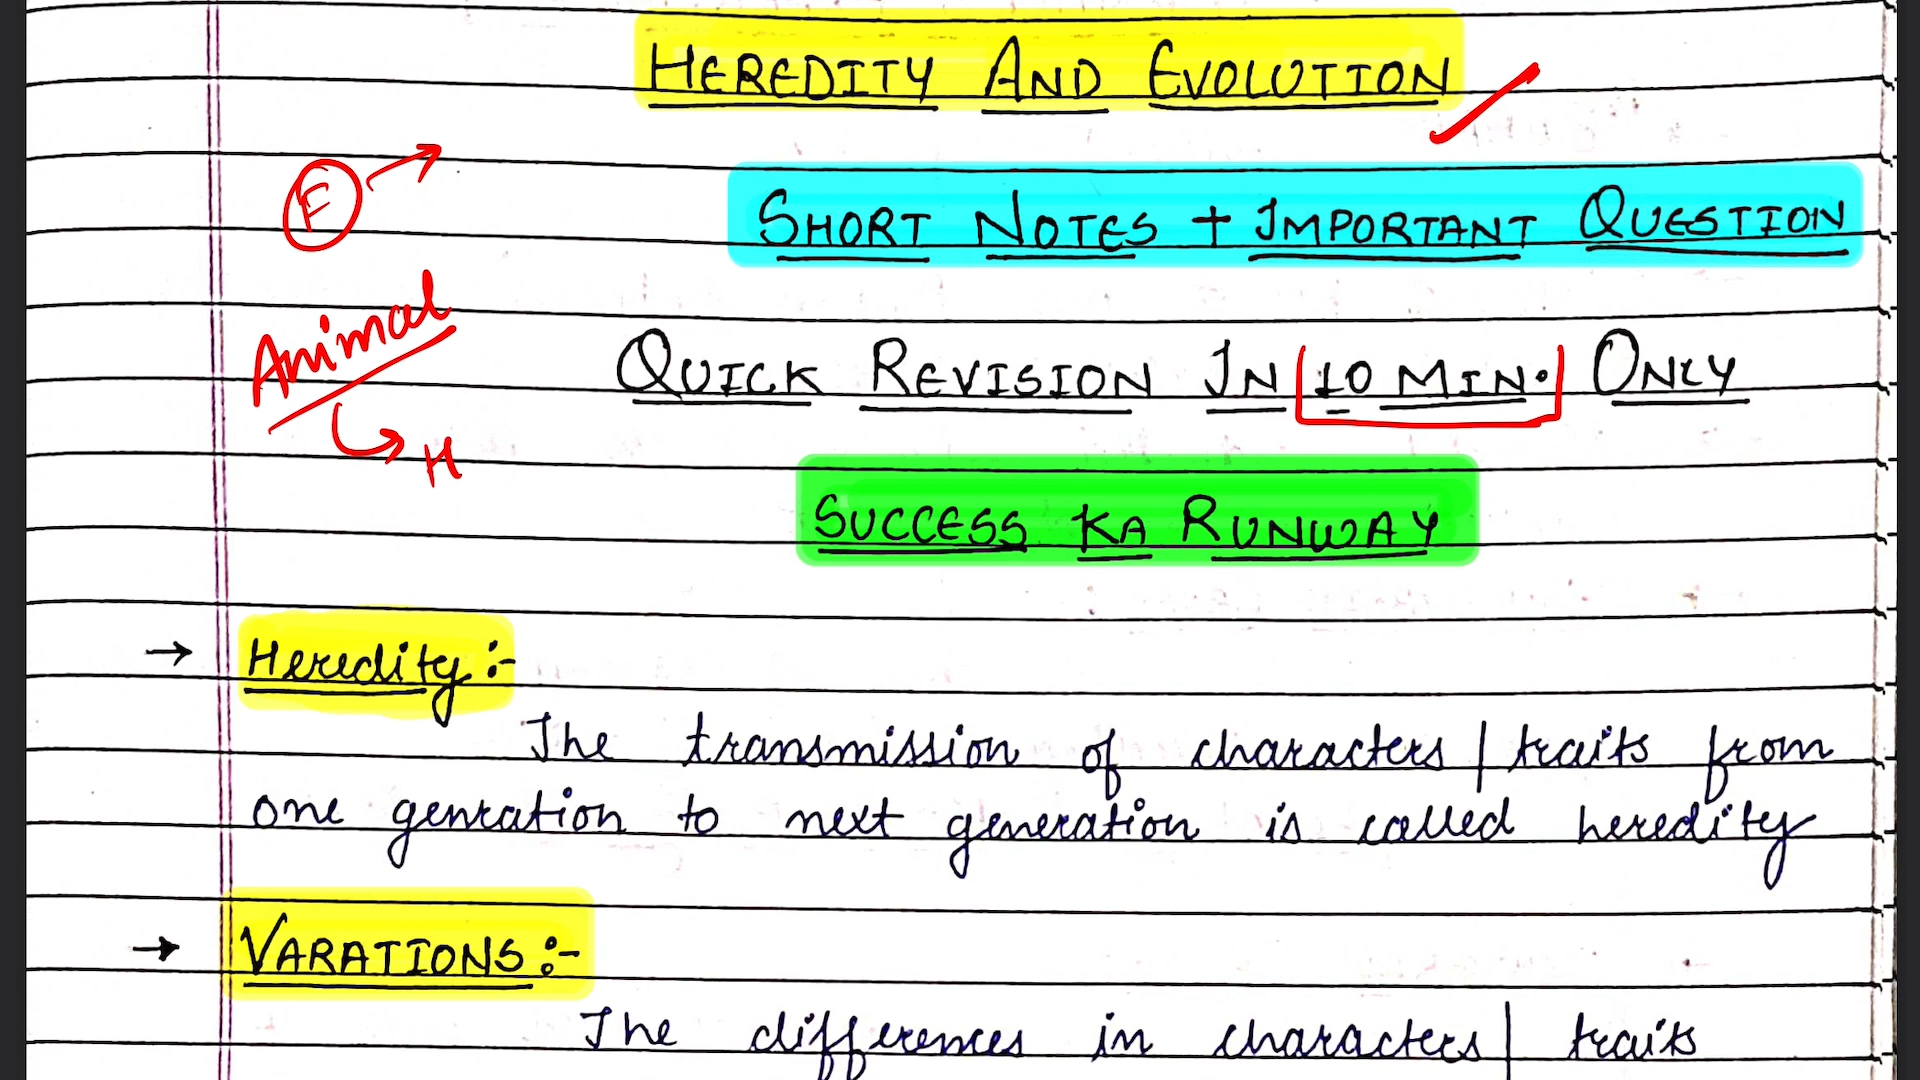 HEREDITY AND EVOLUTION
F
SHORT NOTES + IMPORTANT QUESTION
Animal
QUICK REVISION IN 10 MIN. ONLY
H
SUCCESS KA RUNWAY
→ Heredity :-
The transmission of characters | traits from
one genration to next generation is called heredity
→ VARATIONS :-
The differences in characters | traits